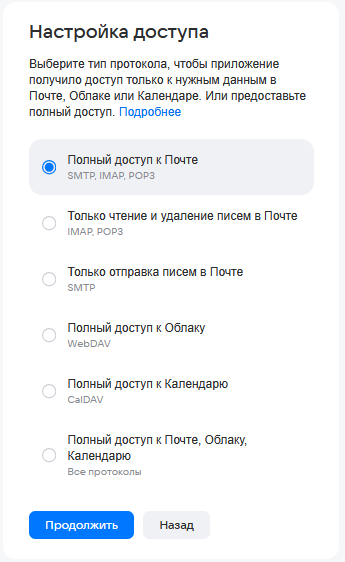 Настройка доступа
Выберите тип протокола, чтобы приложение
получило доступ только к нужным данным в
Почте, Облаке или Календаре. Или предоставьте
полный доступ. Подробнее
Полный доступ к Почте
SMTP, IMAP, POP3
Только чтение и удаление писем в Почте
IMAP, POP3
Только отправка писем в Почте
SMTP
Полный доступ к Облаку
WebDAV
Полный доступ к Календарю
CalDAV
Полный доступ к Почте, Облаку,
Календарю
Все протоколы
Продолжить Назад